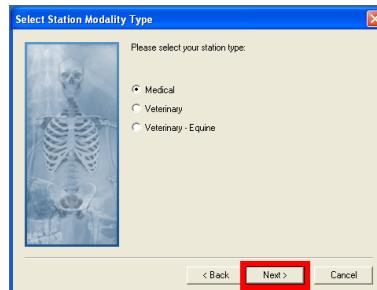 Select Station Modality Type
Please select your station type:
Medical
Veterinary
Veterinary - Equine
< Back Next > Cancel